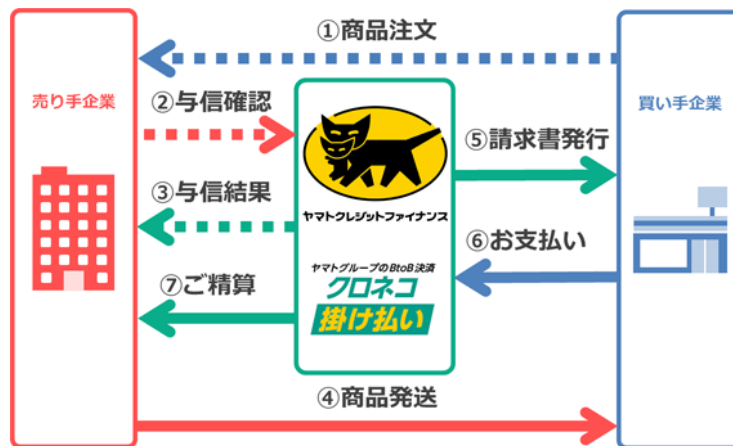 ①商品注文
売り手企業
買い手企業
②与信確認
⑤請求書発行
③与信結果
ヤマトクレジットファイナンス
⑥お支払い
ヤマトグループのBtoB決済
クロネコ
掛け払い
⑦ご精算
④商品発送